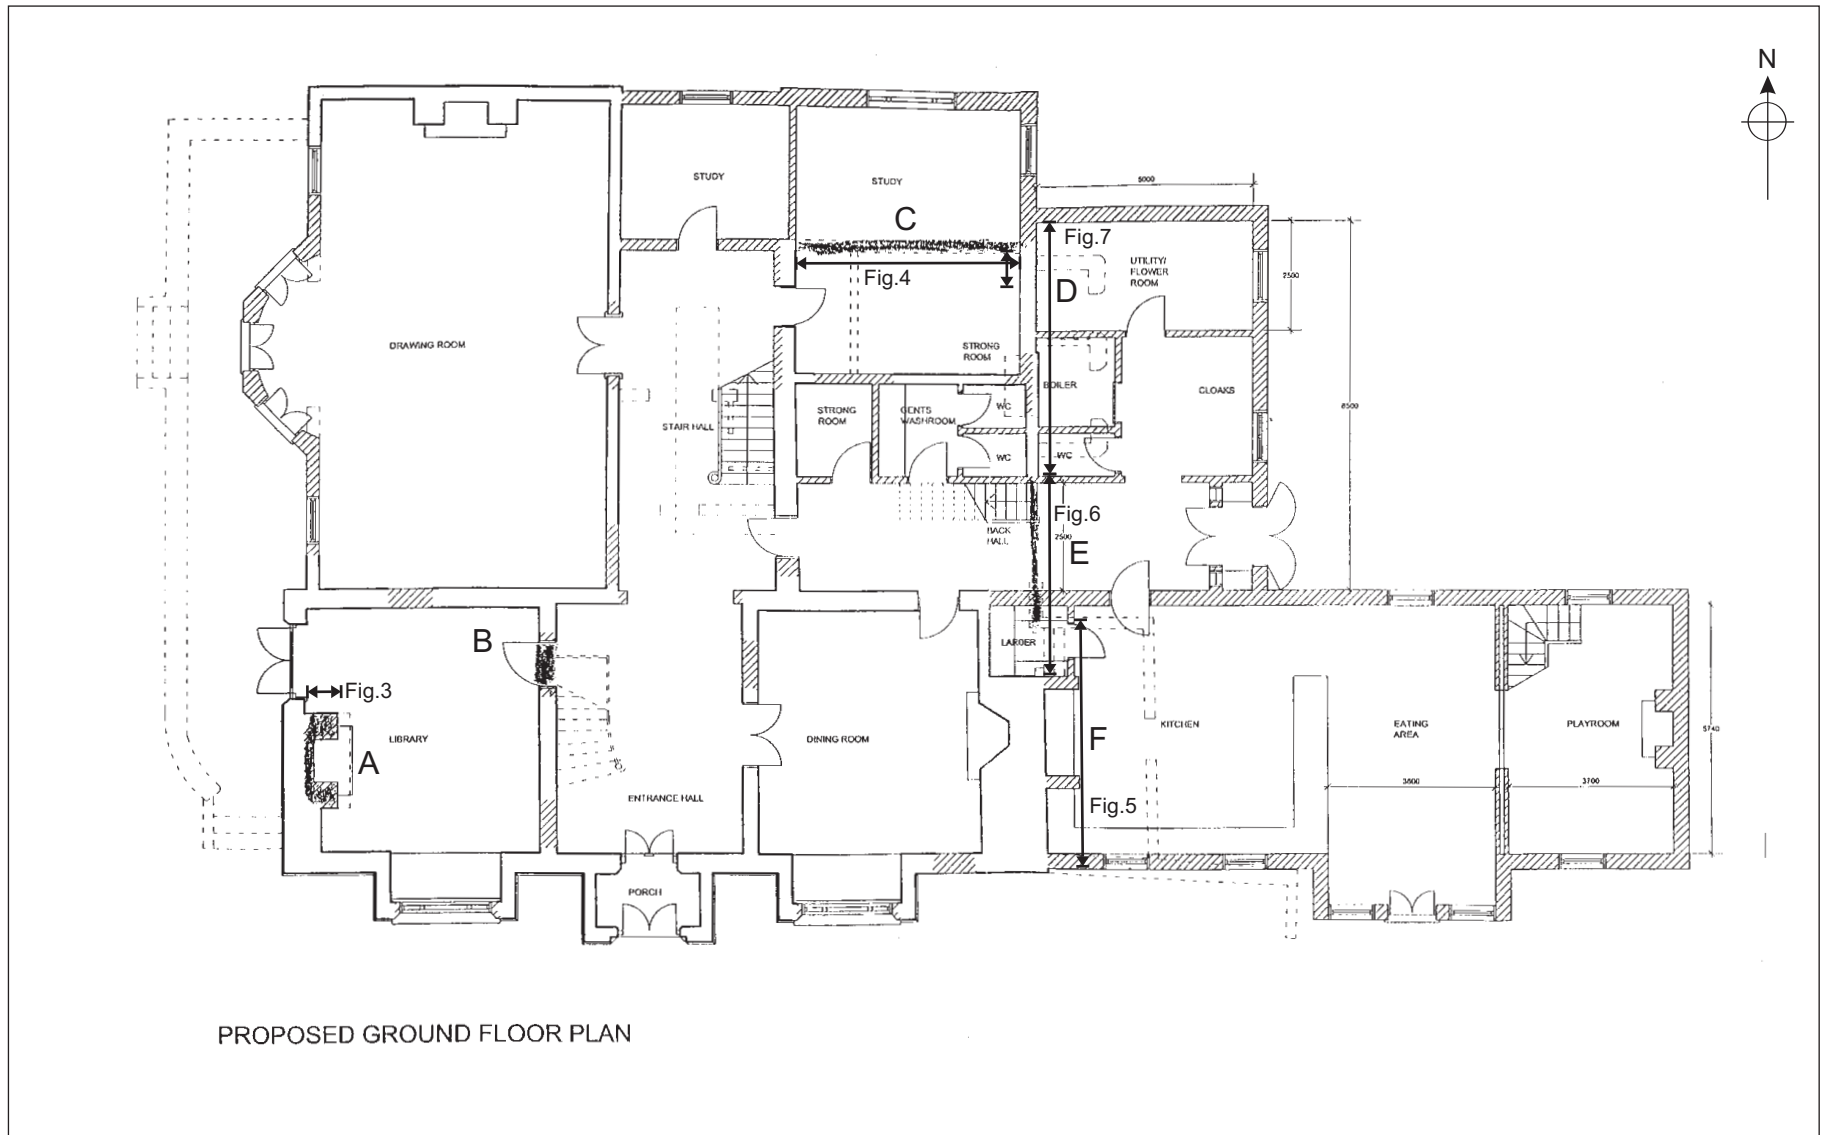 N
STUDY
STUDY
5000
C
Fig.7
Fig.4
UTILITY/
FLOWER
ROOM
D
2500
DRAWING ROOM
STRONG
ROOM
BOILER
CLOAKS
8500
STRONG
ROOM
GENTS
WASHROOM
WC
STAIR HALL
WC
WC
Fig.6
BACK
HALL
2500
E
B
LARDER
Fig.3
LIBRARY
A
DINING ROOM
F
KITCHEN
EATING
AREA
PLAYROOM
5740
3800
3700
ENTRANCE HALL
Fig.5
PORCH
PROPOSED GROUND FLOOR PLAN